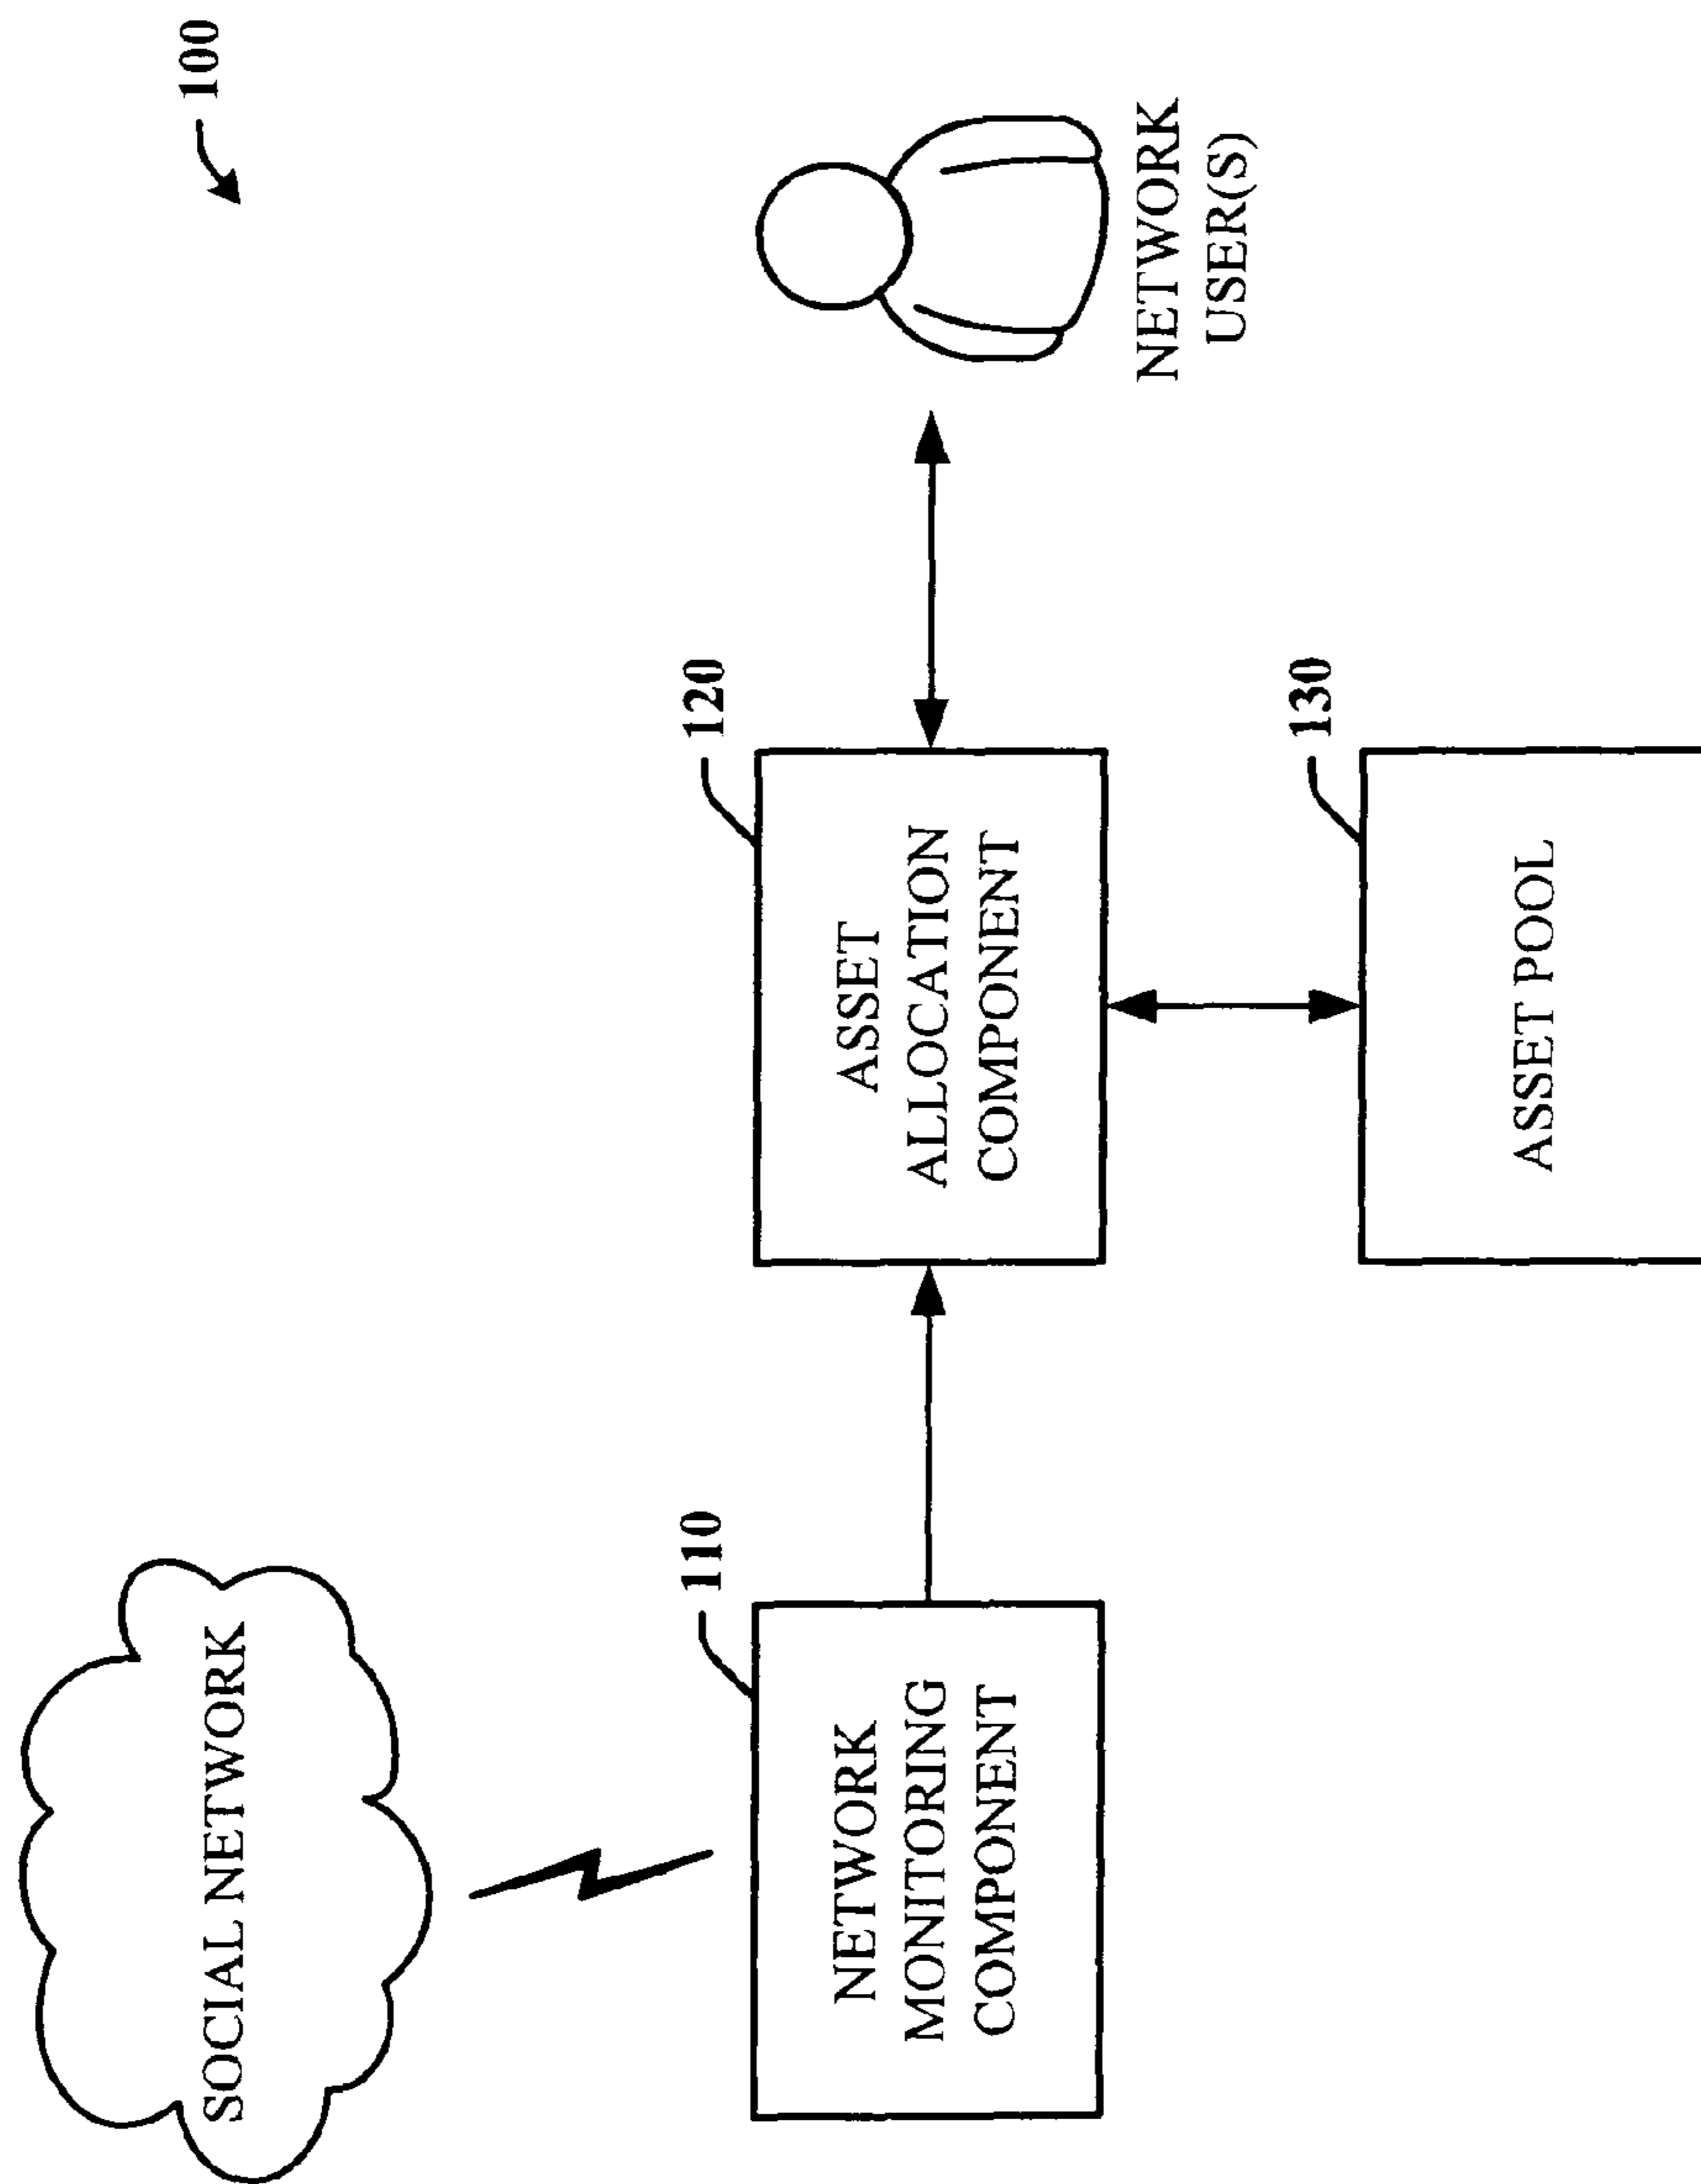 100
SOCIAL NETWORK
110
NETWORK
MONITORING
COMPONENT
120
ASSET
ALLOCATION
COMPONENT
NETWORK
USER(S)
130
ASSET POOL